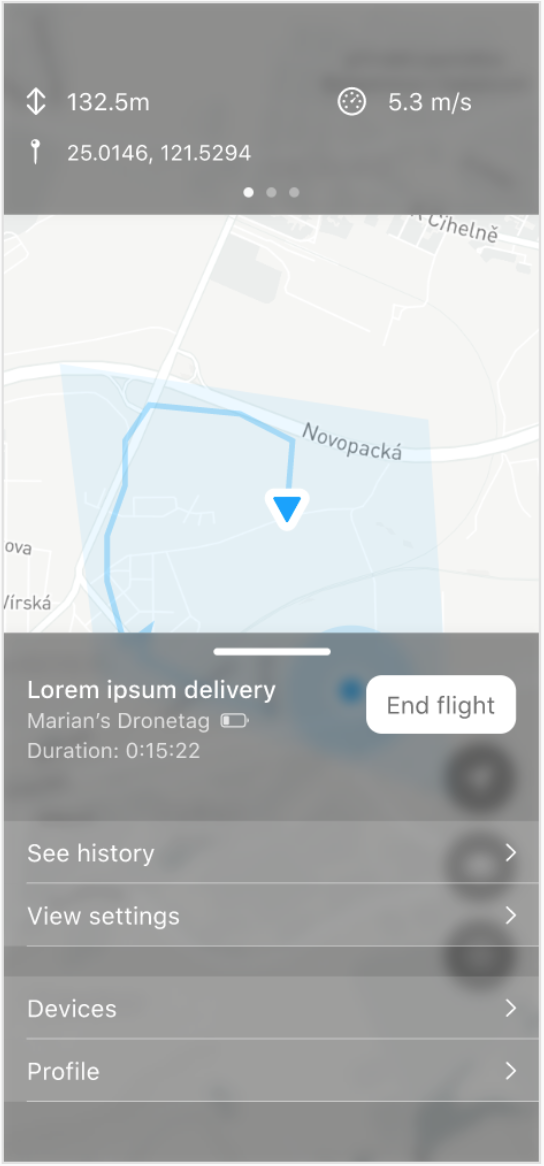 132.5m
5.3 m/s
25.0146, 121.5294
Cihelně
Novopacká
ova
Vírská
Lorem ipsum delivery
End flight
Marian's Dronetag
Duration: 0:15:22
See history
View settings
Devices
Profile